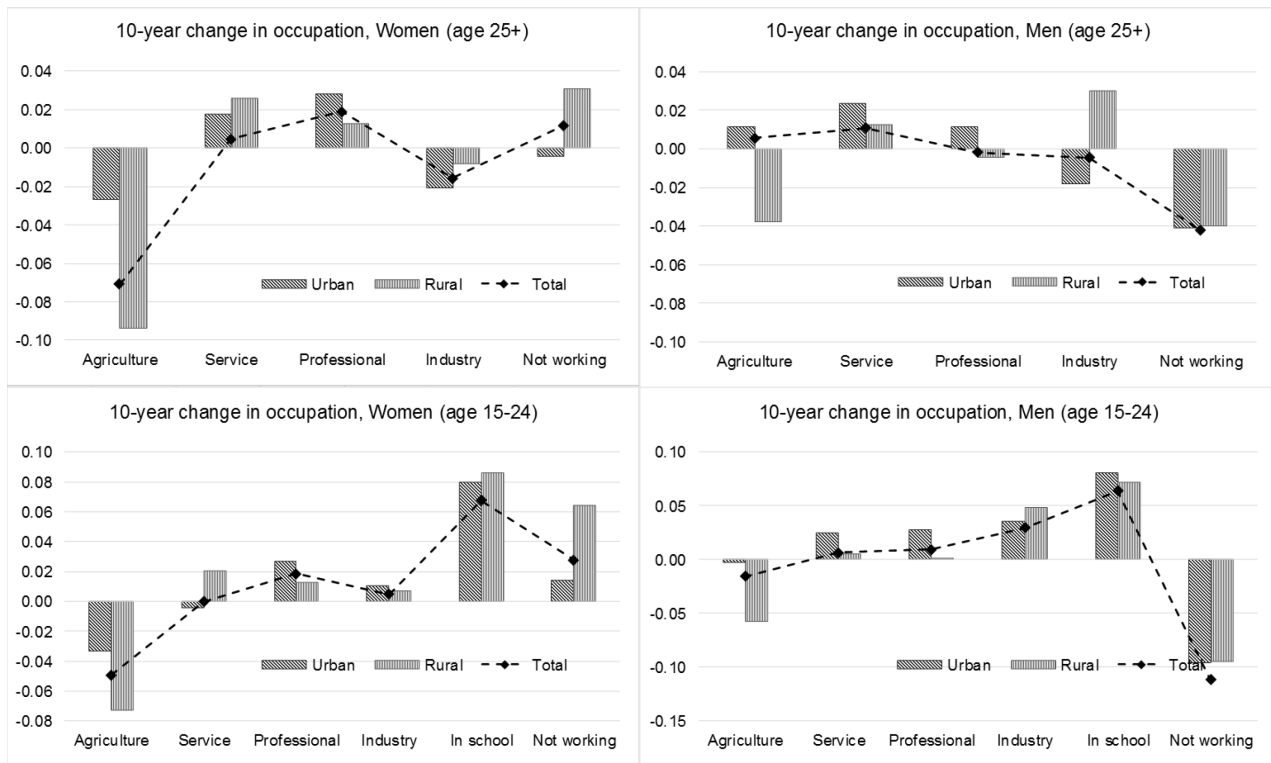 10-year change in occupation, Women (age 25+)
0.04
0.02
0.00
-0.02
-0.04
-0.06
-0.08
-0.10
Urban Rural Total
Agriculture Service Professional Industry Not working
10-year change in occupation, Men (age 25+)
0.04
0.02
0.00
-0.02
-0.04
-0.06
-0.08
-0.10
Urban Rural Total
Agriculture Service Professional Industry Not working
10-year change in occupation, Women (age 15-24)
0.10
0.08
0.06
0.04
0.02
0.00
-0.02
-0.04
-0.06
-0.08
Urban Rural Total
Agriculture Service Professional Industry In school Not working
10-year change in occupation, Men (age 15-24)
0.10
0.05
0.00
-0.05
-0.10
-0.15
Urban Rural Total
Agriculture Service Professional Industry In school Not working